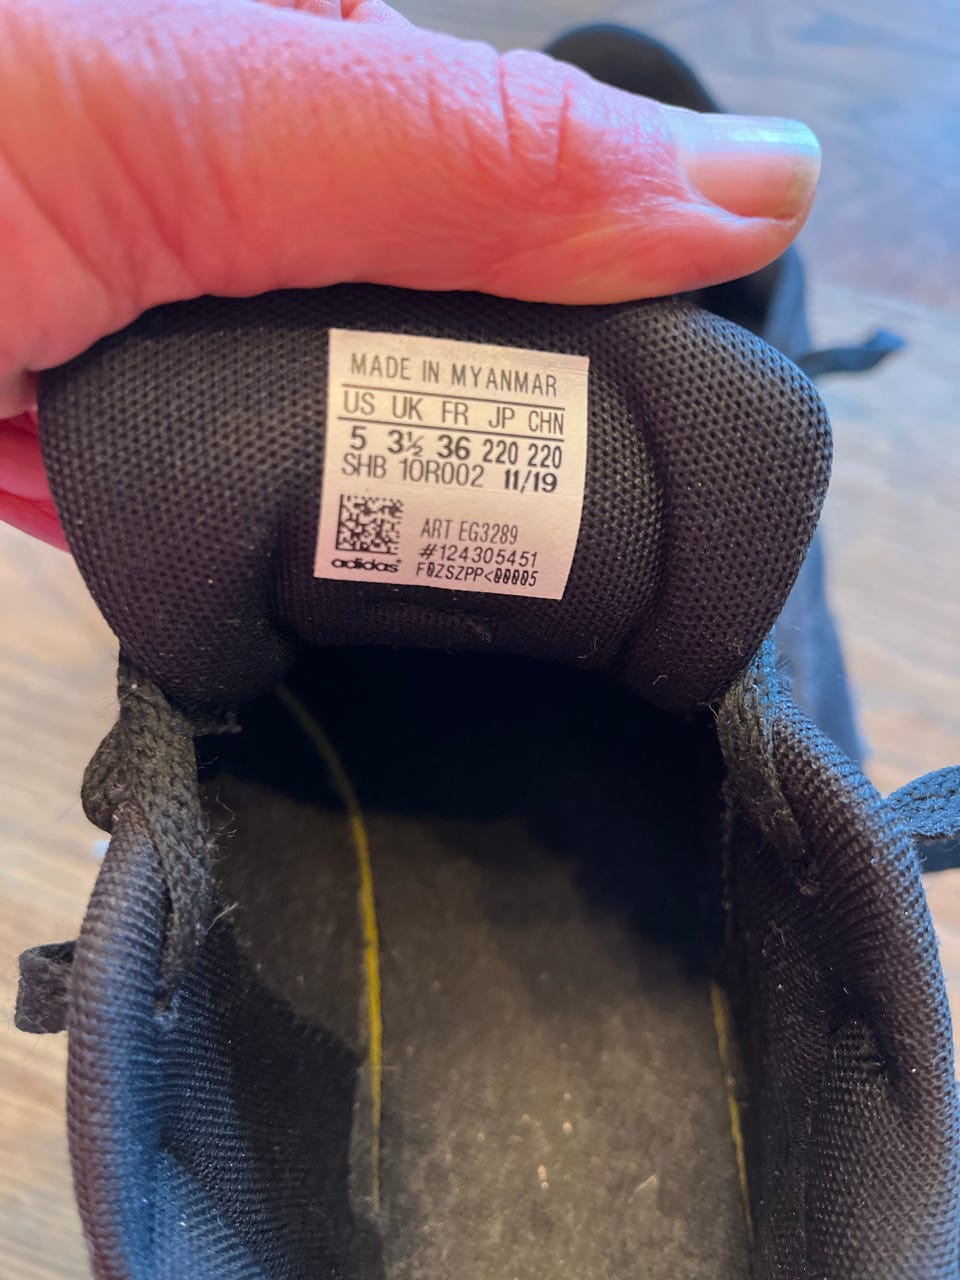 MADE IN MYANMAR
US UK FR JP CHN
5 3½ 36 220 220
SHB 10R002 11/19
ART EG3289
#124305451
adidas® F0ZSZPP<00005